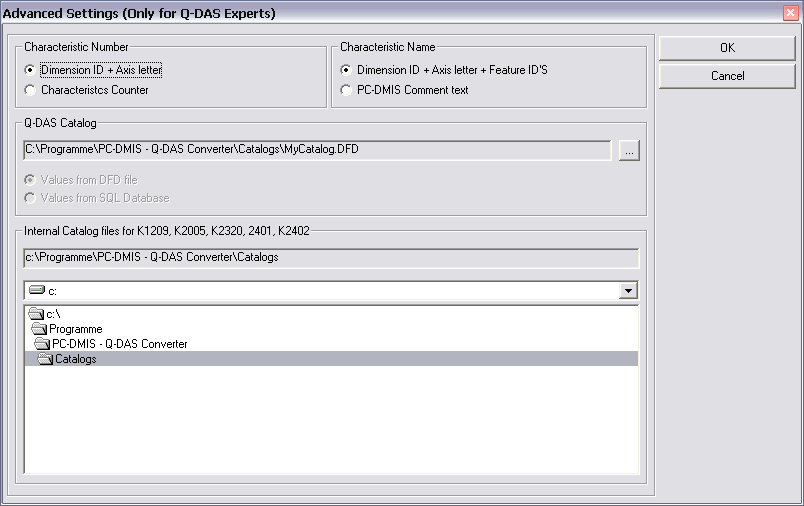 Advanced Settings (Only for Q-DAS Experts)
Characteristic Number
Dimension ID + Axis letter
Characteristcs Counter
Characteristic Name
Dimension ID + Axis letter + Feature ID'S
PC-DMIS Comment text
OK
Cancel
Q-DAS Catalog
C:\Programme\PC-DMIS - Q-DAS Converter\Catalogs\MyCatalog.DFD
...
Values from DFD file
Values from SQL Database
Internal Catalog files for K1209, K2005, K2320, 2401, K2402
c:\Programme\PC-DMIS - Q-DAS Converter\Catalogs
c:
c:\
Programme
PC-DMIS - Q-DAS Converter
Catalogs